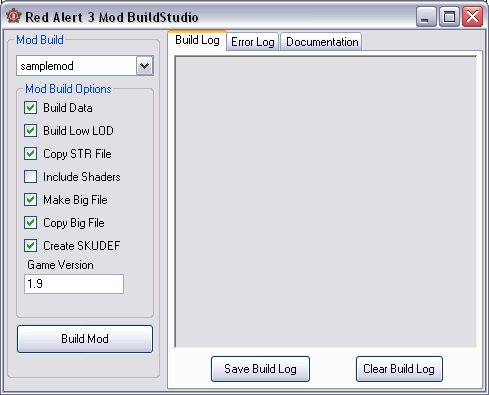 Red Alert 3 Mod BuildStudio
Mod Build
samplemod
Mod Build Options
Build Data
Build Low LOD
Copy STR File
Include Shaders
Make Big File
Copy Big File
Create SKUDEF
Game Version
1.9
Build Mod
Build Log Error Log Documentation
Save Build Log Clear Build Log